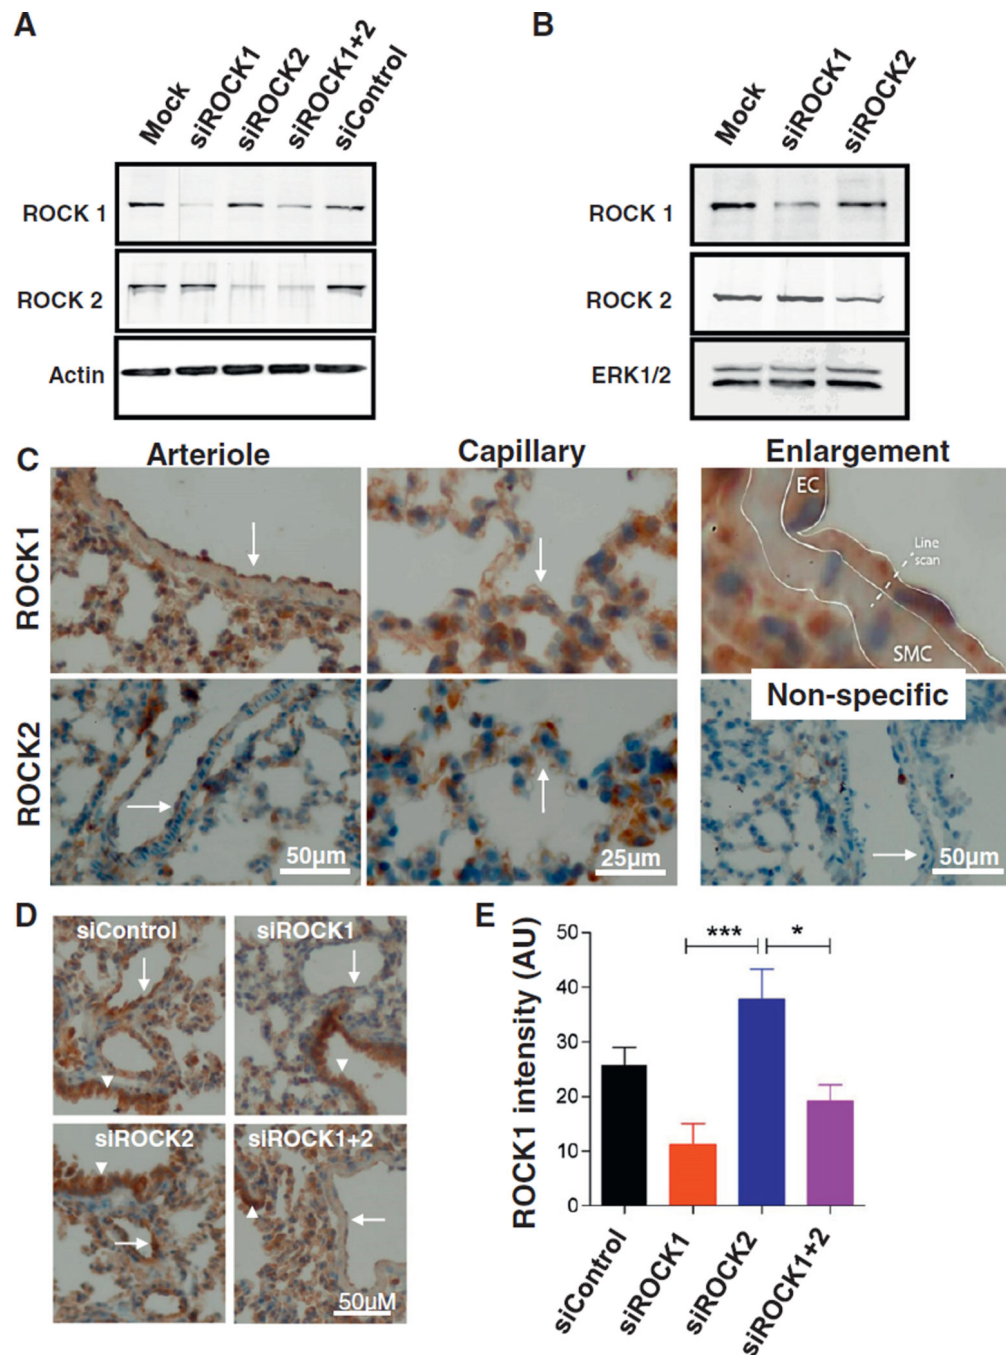 A
Mock
siROCK1
siROCK2
siROCK1+2
siControl
ROCK 1
ROCK 2
Actin
B
Mock
siROCK1
siROCK2
ROCK 1
ROCK 2
ERK1/2
C
Arteriole
Capillary
Enlargement
ROCK1
EC
Line
scan
SMC
ROCK2
50µm
25µm
Non-specific
50µm
D
siControl
siROCK1
siROCK2
siROCK1+2
50µM
E
ROCK1 intensity (AU)
50
40
30
20
10
0
***
*
siControl
siROCK1
siROCK2
siROCK1+2